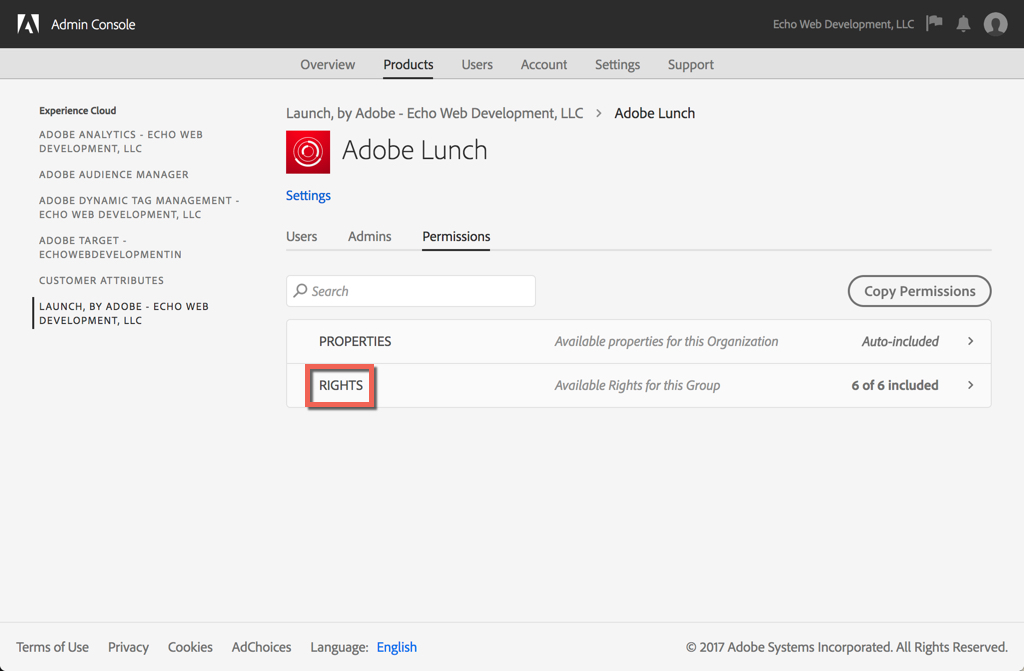 Admin Console
Echo Web Development, LLC
Overview Products Users Account Settings Support
Experience Cloud
ADOBE ANALYTICS - ECHO WEB
DEVELOPMENT, LLC
ADOBE AUDIENCE MANAGER
ADOBE DYNAMIC TAG MANAGEMENT -
ECHO WEB DEVELOPMENT, LLC
ADOBE TARGET -
ECHOWEBDEVELOPMENTIN
CUSTOMER ATTRIBUTES
LAUNCH, BY ADOBE - ECHO WEB
DEVELOPMENT, LLC
Launch, by Adobe - Echo Web Development, LLC > Adobe Lunch
Adobe Lunch
Settings
Users Admins Permissions
Search
Copy Permissions
PROPERTIES Available properties for this Organization Auto-included >
RIGHTS Available Rights for this Group 6 of 6 included >
Terms of Use Privacy Cookies AdChoices Language: English © 2017 Adobe Systems Incorporated. All Rights Reserved.